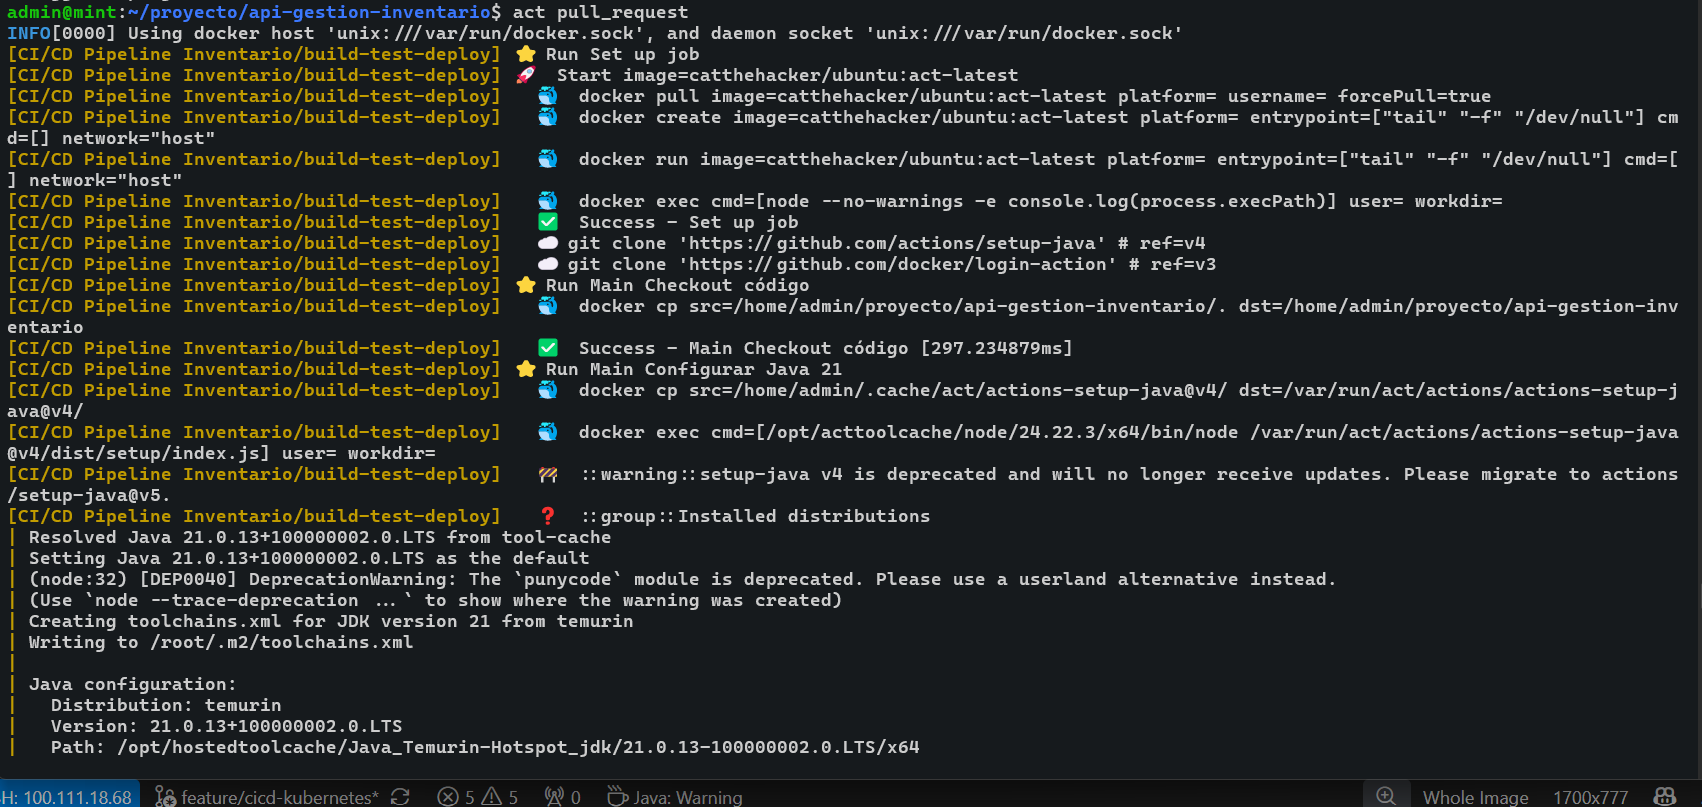 admin@mint:~/proyecto/api-gestion-inventario$ act pull_request
INFO[0000] Using docker host 'unix:///var/run/docker.sock', and daemon socket 'unix:///var/run/docker.sock'
[CI/CD Pipeline Inventario/build-test-deploy] ⭐ Run Set up job
[CI/CD Pipeline Inventario/build-test-deploy] 🚀  Start image=catthehacker/ubuntu:act-latest
[CI/CD Pipeline Inventario/build-test-deploy]   🐳  docker pull image=catthehacker/ubuntu:act-latest platform= username= forcePull=true
[CI/CD Pipeline Inventario/build-test-deploy]   🐳  docker create image=catthehacker/ubuntu:act-latest platform= entrypoint=["tail" "-f" "/dev/null"] cm
d=[] network="host"
[CI/CD Pipeline Inventario/build-test-deploy]   🐳  docker run image=catthehacker/ubuntu:act-latest platform= entrypoint=["tail" "-f" "/dev/null"] cmd=[
] network="host"
[CI/CD Pipeline Inventario/build-test-deploy]   🐳  docker exec cmd=[node --no-warnings -e console.log(process.execPath)] user= workdir=
[CI/CD Pipeline Inventario/build-test-deploy]   ✅  Success - Set up job
[CI/CD Pipeline Inventario/build-test-deploy]   ☁ git clone 'https://github.com/actions/setup-java' # ref=v4
[CI/CD Pipeline Inventario/build-test-deploy]   ☁ git clone 'https://github.com/docker/login-action' # ref=v3
[CI/CD Pipeline Inventario/build-test-deploy] ⭐ Run Main Checkout código
[CI/CD Pipeline Inventario/build-test-deploy]   🐳  docker cp src=/home/admin/proyecto/api-gestion-inventario/. dst=/home/admin/proyecto/api-gestion-inv
entario
[CI/CD Pipeline Inventario/build-test-deploy]   ✅  Success - Main Checkout código [297.234879ms]
[CI/CD Pipeline Inventario/build-test-deploy] ⭐ Run Main Configurar Java 21
[CI/CD Pipeline Inventario/build-test-deploy]   🐳  docker cp src=/home/admin/.cache/act/actions-setup-java@v4/ dst=/var/run/act/actions/actions-setup-j
ava@v4/
[CI/CD Pipeline Inventario/build-test-deploy]   🐳  docker exec cmd=[/opt/acttoolcache/node/24.22.3/x64/bin/node /var/run/act/actions/actions-setup-java
@v4/dist/setup/index.js] user= workdir=
[CI/CD Pipeline Inventario/build-test-deploy]   🚧  ::warning::setup-java v4 is deprecated and will no longer receive updates. Please migrate to actions
/setup-java@v5.
[CI/CD Pipeline Inventario/build-test-deploy]   ❓  ::group::Installed distributions
| Resolved Java 21.0.13+100000002.0.LTS from tool-cache
| Setting Java 21.0.13+100000002.0.LTS as the default
| (node:32) [DEP0040] DeprecationWarning: The `punycode` module is deprecated. Please use a userland alternative instead.
| (Use `node --trace-deprecation ...` to show where the warning was created)
| Creating toolchains.xml for JDK version 21 from temurin
| Writing to /root/.m2/toolchains.xml
|
| Java configuration:
|   Distribution: temurin
|   Version: 21.0.13+100000002.0.LTS
|   Path: /opt/hostedtoolcache/Java_Temurin-Hotspot_jdk/21.0.13-100000002.0.LTS/x64
H: 100.111.18.68 feature/cicd-kubernetes* 5 5 0 Java: Warning Whole Image 1700x777